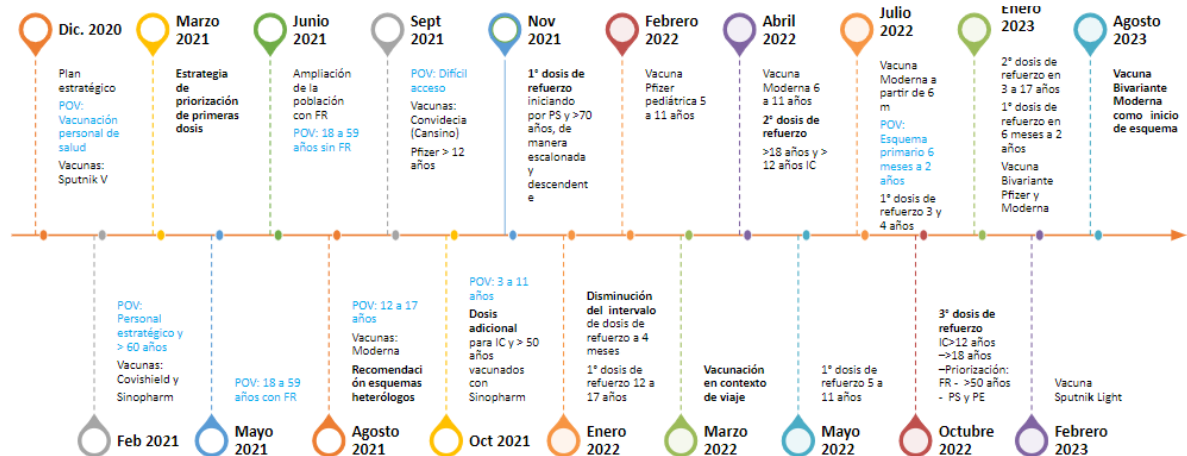 Dic. 2020
Plan
estratégico
POV:
Vacunación
personal de
salud
Vacunas:
Sputnik V
Marzo
2021
Estrategia
de
priorización
de primeras
dosis
Junio
2021
Ampliación
de la
población
con FR
POV: 18 a 59
años sin FR
Sept
2021
POV: Difícil
acceso
Vacunas:
Convidecia
(Cansino)
Pfizer > 12
años
Nov
2021
1° dosis de
refuerzo
iniciando
por PS y >70
años, de
manera
escalonada
y
descendent
e
Febrero
2022
Vacuna
Pfizer
pediátrica 5
a 11 años
Abril
2022
Vacuna
Moderna 6
a 11 años
2° dosis de
refuerzo
>18 años y >
12 años IC
Julio
2022
Vacuna
Moderna a
partir de 6
m
POV:
Esquema
primario 6
meses a 2
años
1° dosis de
refuerzo 3 y
4 años
Enero
2023
2° dosis de
refuerzo en
3 a 17 años
1° dosis de
refuerzo en
6 meses a 2
años
Vacuna
Bivariante
Pfizer y
Moderna
Agosto
2023
Vacuna
Bivariante
Moderna
como inicio
de esquema
POV:
Personal
estratégico y
> 60 años
Vacunas:
Covishield y
Sinopharm
Feb 2021
POV: 18 a 59
años con FR
Mayo
2021
POV: 12 a 17
años
Vacunas:
Moderna
Recomendaci
ón esquemas
heterólogos
Agosto
2021
POV: 3 a 11
años
Dosis
adicional
para IC y > 50
años
vacunados
con
Sinopharm
Oct 2021
Disminución
del intervalo
de dosis de
refuerzo a 4
meses
1° dosis de
refuerzo 12 a
17 años
Enero
2022
Vacunación
en contexto
de viaje
Marzo
2022
1° dosis de
refuerzo 5 a
11 años
Mayo
2022
3° dosis de
refuerzo
IC>12 años
–>18 años
–Priorización:
FR - >50 años
- PS y PE
Octubre
2022
Vacuna
Sputnik Light
Febrero
2023